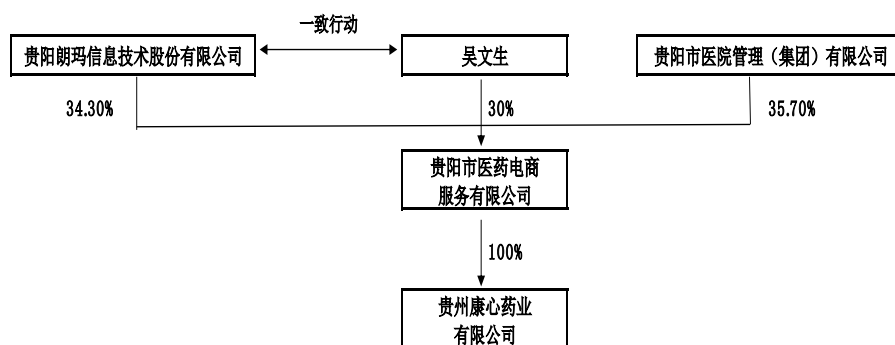 一致行动
贵阳朗玛信息技术股份有限公司
吴文生
贵阳市医院管理（集团）有限公司
34.30%
30%
35.70%
贵阳市医药电商
服务有限公司
100%
贵州康心药业
有限公司